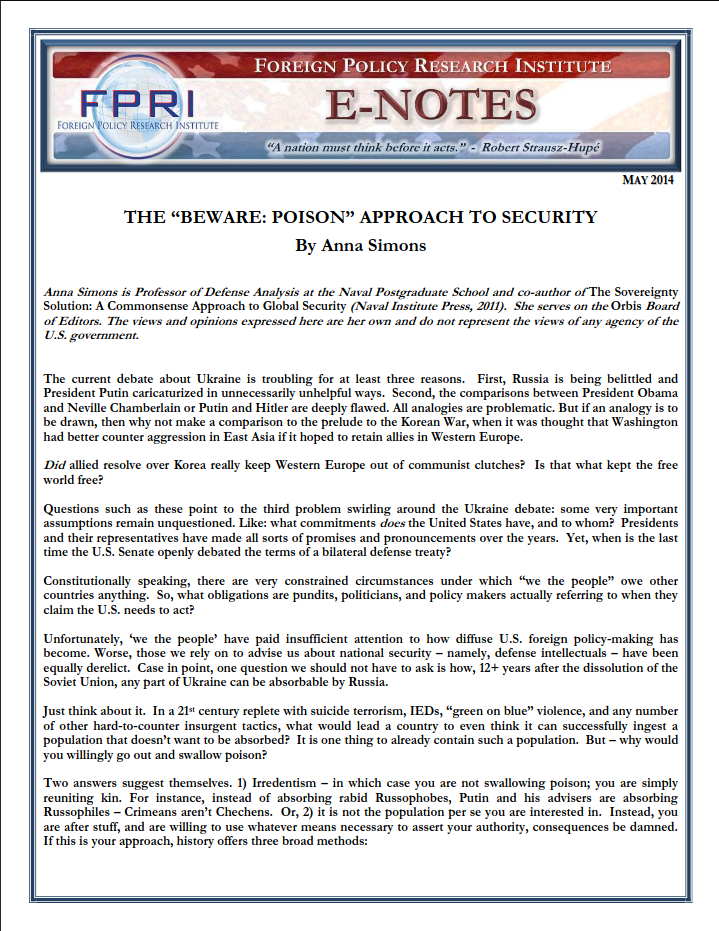 FOREIGN POLICY RESEARCH INSTITUTE
FPRI
FOREIGN POLICY RESEARCH INSTITUTE
E-NOTES
“A nation must think before it acts.” - Robert Strausz-Hupé
MAY 2014
THE “BEWARE: POISON” APPROACH TO SECURITY
By Anna Simons
Anna Simons is Professor of Defense Analysis at the Naval Postgraduate School and co-author of The Sovereignty
Solution: A Commonsense Approach to Global Security (Naval Institute Press, 2011). She serves on the Orbis Board
of Editors. The views and opinions expressed here are her own and do not represent the views of any agency of the
U.S. government.
The current debate about Ukraine is troubling for at least three reasons. First, Russia is being belittled and
President Putin caricaturized in unnecessarily unhelpful ways. Second, the comparisons between President Obama
and Neville Chamberlain or Putin and Hitler are deeply flawed. All analogies are problematic. But if an analogy is to
be drawn, then why not make a comparison to the prelude to the Korean War, when it was thought that Washington
had better counter aggression in East Asia if it hoped to retain allies in Western Europe.
Did allied resolve over Korea really keep Western Europe out of communist clutches? Is that what kept the free
world free?
Questions such as these point to the third problem swirling around the Ukraine debate: some very important
assumptions remain unquestioned. Like: what commitments does the United States have, and to whom? Presidents
and their representatives have made all sorts of promises and pronouncements over the years. Yet, when is the last
time the U.S. Senate openly debated the terms of a bilateral defense treaty?
Constitutionally speaking, there are very constrained circumstances under which “we the people” owe other
countries anything. So, what obligations are pundits, politicians, and policy makers actually referring to when they
claim the U.S. needs to act?
Unfortunately, ‘we the people’ have paid insufficient attention to how diffuse U.S. foreign policy-making has
become. Worse, those we rely on to advise us about national security – namely, defense intellectuals – have been
equally derelict. Case in point, one question we should not have to ask is how, 12+ years after the dissolution of the
Soviet Union, any part of Ukraine can be absorbable by Russia.
Just think about it. In a 21st century replete with suicide terrorism, IEDs, “green on blue” violence, and any number
of other hard-to-counter insurgent tactics, what would lead a country to even think it can successfully ingest a
population that doesn’t want to be absorbed? It is one thing to already contain such a population. But – why would
you willingly go out and swallow poison?
Two answers suggest themselves. 1) Irredentism – in which case you are not swallowing poison; you are simply
reuniting kin. For instance, instead of absorbing rabid Russophobes, Putin and his advisers are absorbing
Russophiles – Crimeans aren’t Chechens. Or, 2) it is not the population per se you are interested in. Instead, you
are after stuff, and are willing to use whatever means necessary to assert your authority, consequences be damned.
If this is your approach, history offers three broad methods: